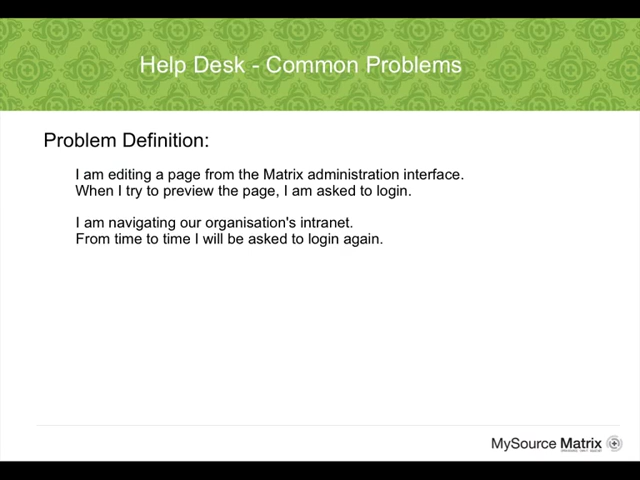 Help Desk - Common Problems
Problem Definition:
I am editing a page from the Matrix administration interface.
When I try to preview the page, I am asked to login.
I am navigating our organisation's intranet.
From time to time I will be asked to login again.
MySource Matrix